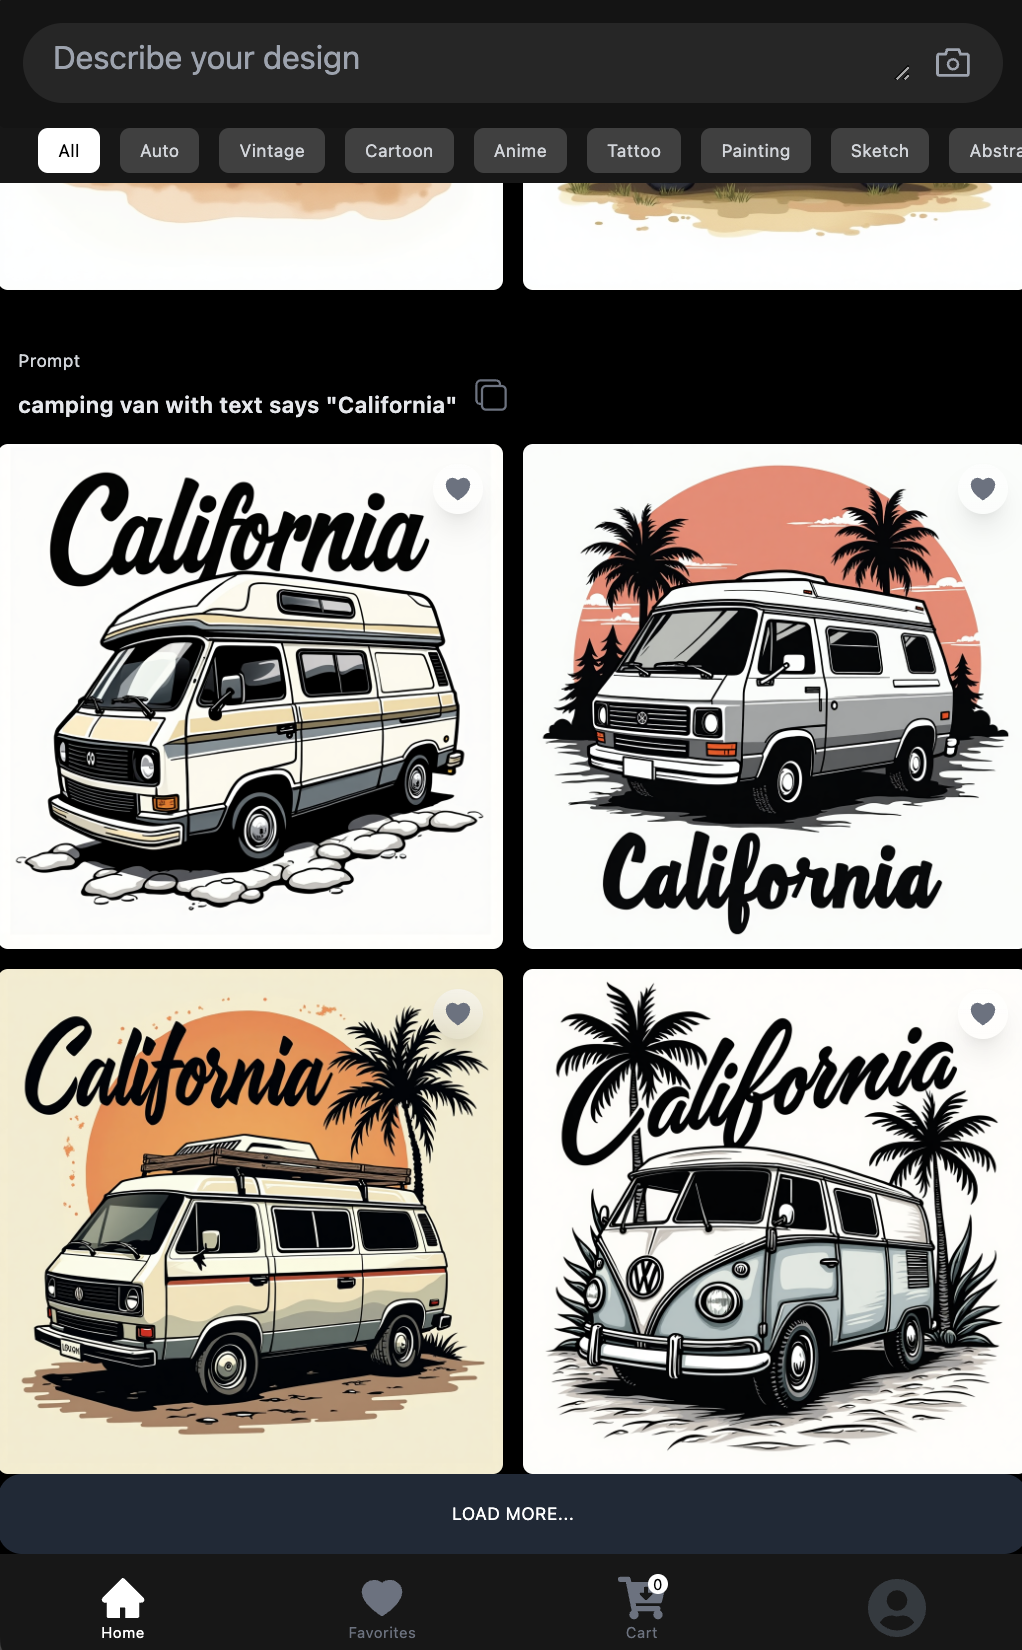 Describe your design
All Auto Vintage Cartoon Anime Tattoo Painting Sketch Abstra
Prompt
camping van with text says "California"
California
California
California
California
LOAD MORE...
0
Home Favorites Cart